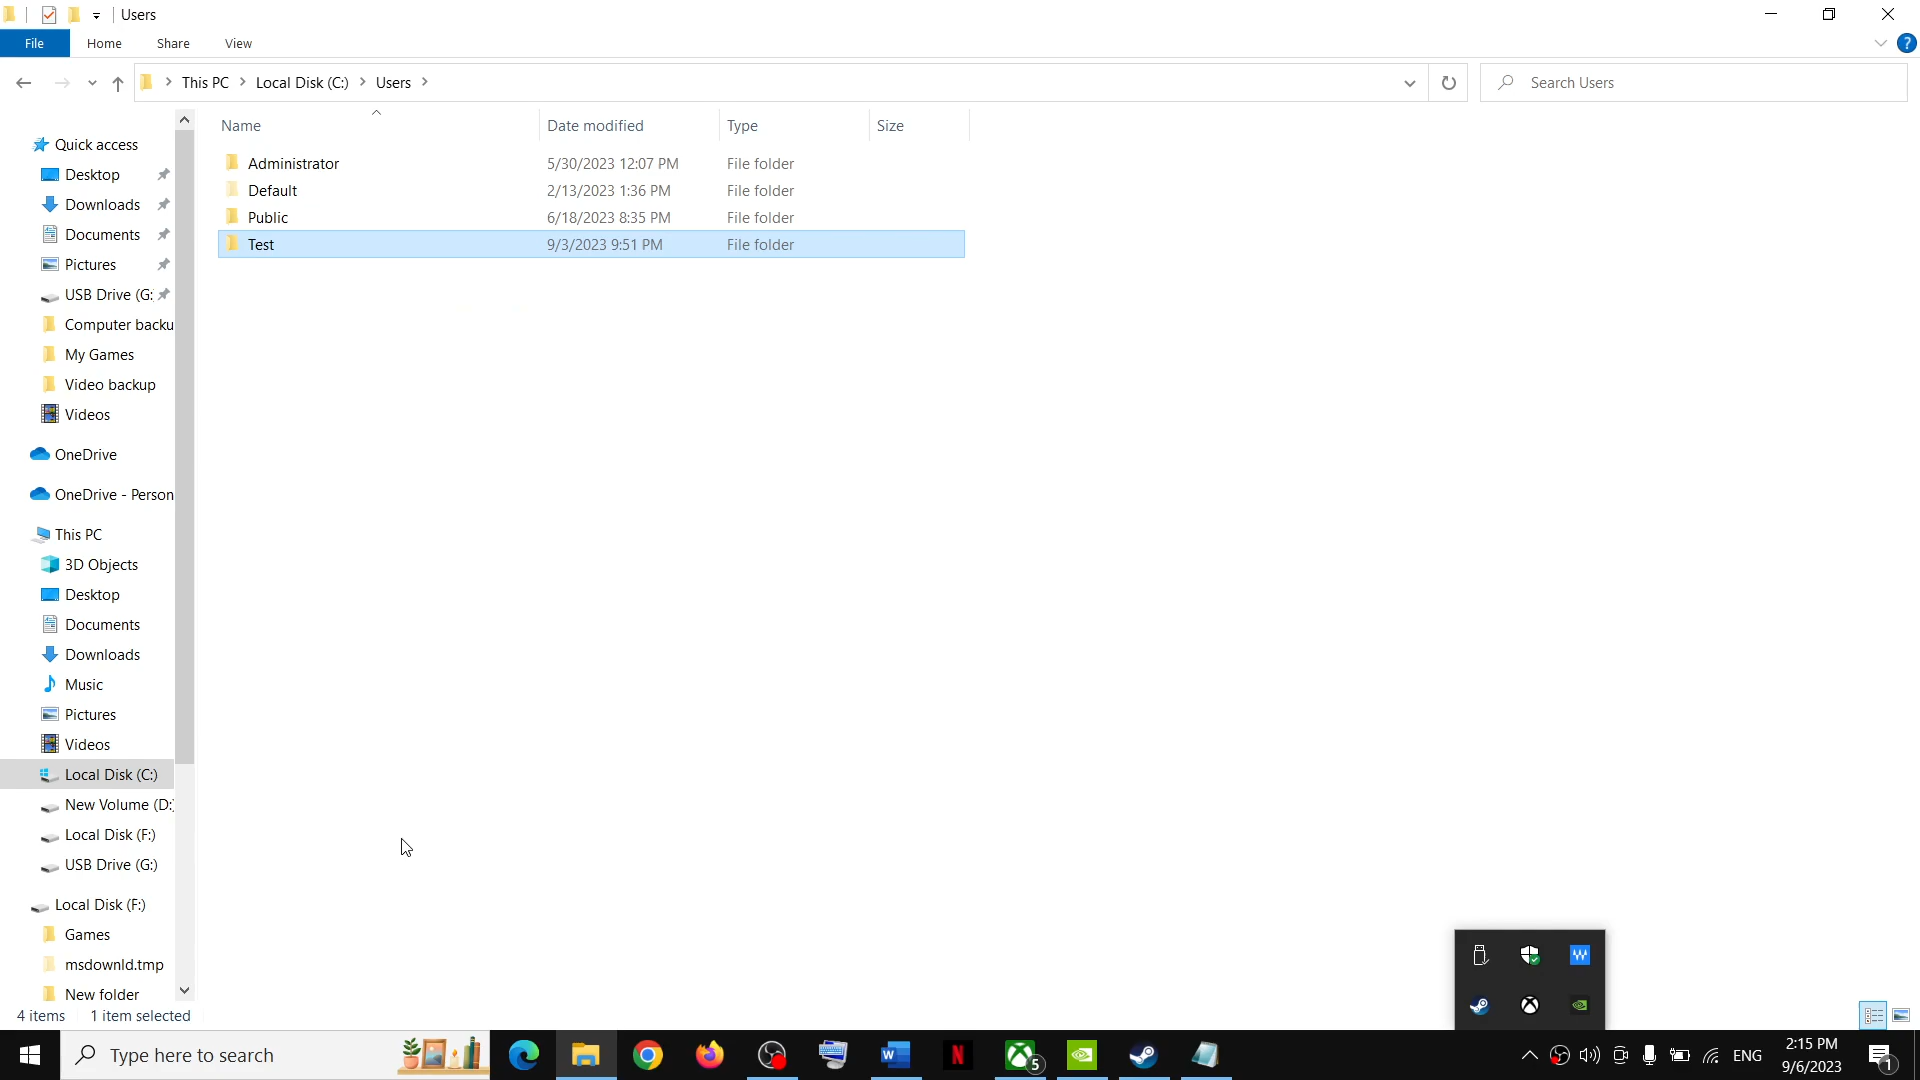 Users
File Home Share View
This PC Local Disk (C:) Users
Search Users
Name Date modified Type Size
Administrator 5/30/2023 12:07 PM File folder
Default 2/13/2023 1:36 PM File folder
Public 6/18/2023 8:35 PM File folder
Test 9/3/2023 9:51 PM File folder
Quick access
Desktop
Downloads
Documents
Pictures
USB Drive (G:
Computer backu
My Games
Video backup
Videos
OneDrive
OneDrive - Person
This PC
3D Objects
Desktop
Documents
Downloads
Music
Pictures
Videos
Local Disk (C:)
New Volume (D:)
Local Disk (F:)
USB Drive (G:)
Local Disk (F:)
Games
msdownld.tmp
New folder
4 items 1 item selected
Type here to search
5
ENG
2:15 PM
9/6/2023
1